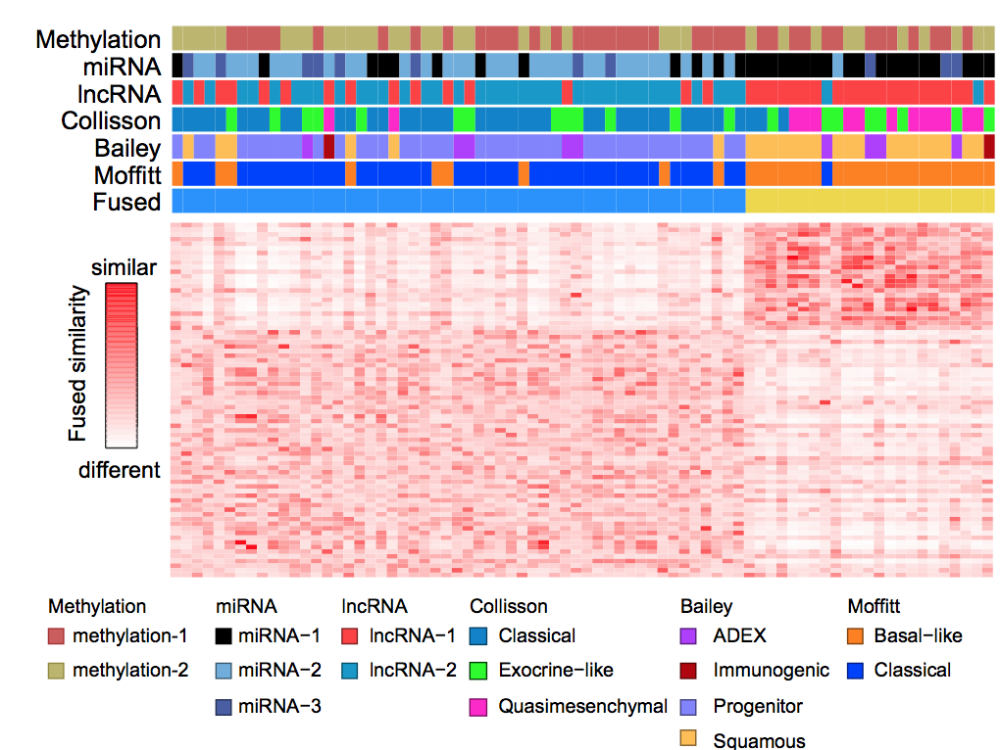 Methylation
miRNA
lncRNA
Collisson
Bailey
Moffitt
Fused
similar
Fused similarity
different
Methylation miRNA lncRNA Collisson Bailey Moffitt
methylation-1 miRNA−1 lncRNA−1 Classical ADEX Basal−like
methylation-2 miRNA−2 lncRNA−2 Exocrine−like Immunogenic Classical
miRNA−3 Quasimesenchymal Progenitor
Squamous